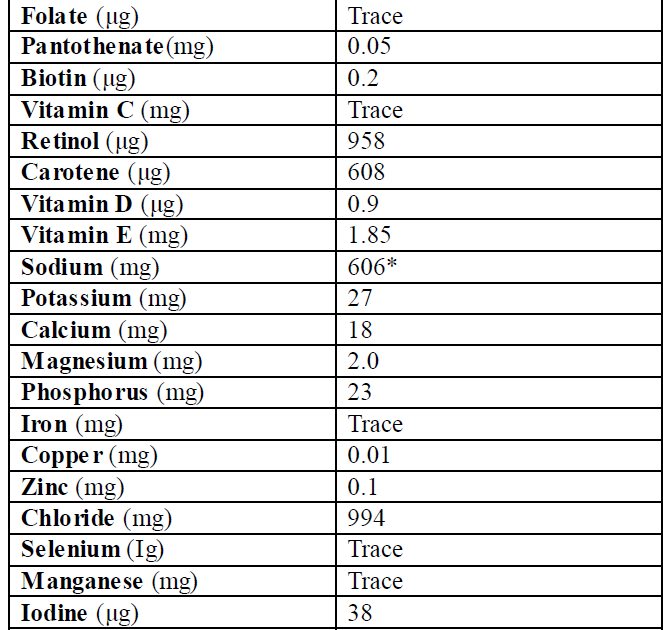 Folate (μg) Trace
Pantothenate(mg) 0.05
Biotin (μg) 0.2
Vitamin C (mg) Trace
Retinol (μg) 958
Carotene (μg) 608
Vitamin D (μg) 0.9
Vitamin E (mg) 1.85
Sodium (mg) 606*
Potassium (mg) 27
Calcium (mg) 18
Magnesium (mg) 2.0
Phosphorus (mg) 23
Iron (mg) Trace
Copper (mg) 0.01
Zinc (mg) 0.1
Chloride (mg) 994
Selenium (Ig) Trace
Manganese (mg) Trace
Iodine (μg) 38